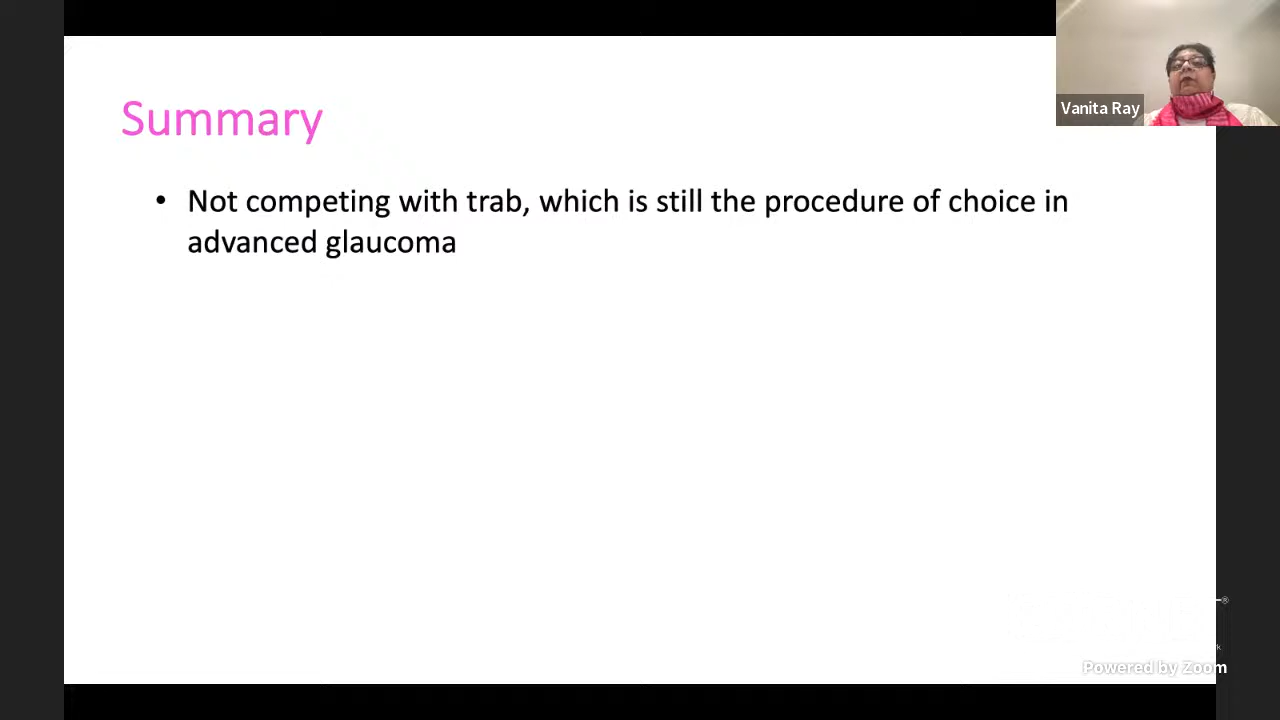 Summary
• Not competing with trab, which is still the procedure of choice in
advanced glaucoma
Vanita Ray
®
Powered by Zoom